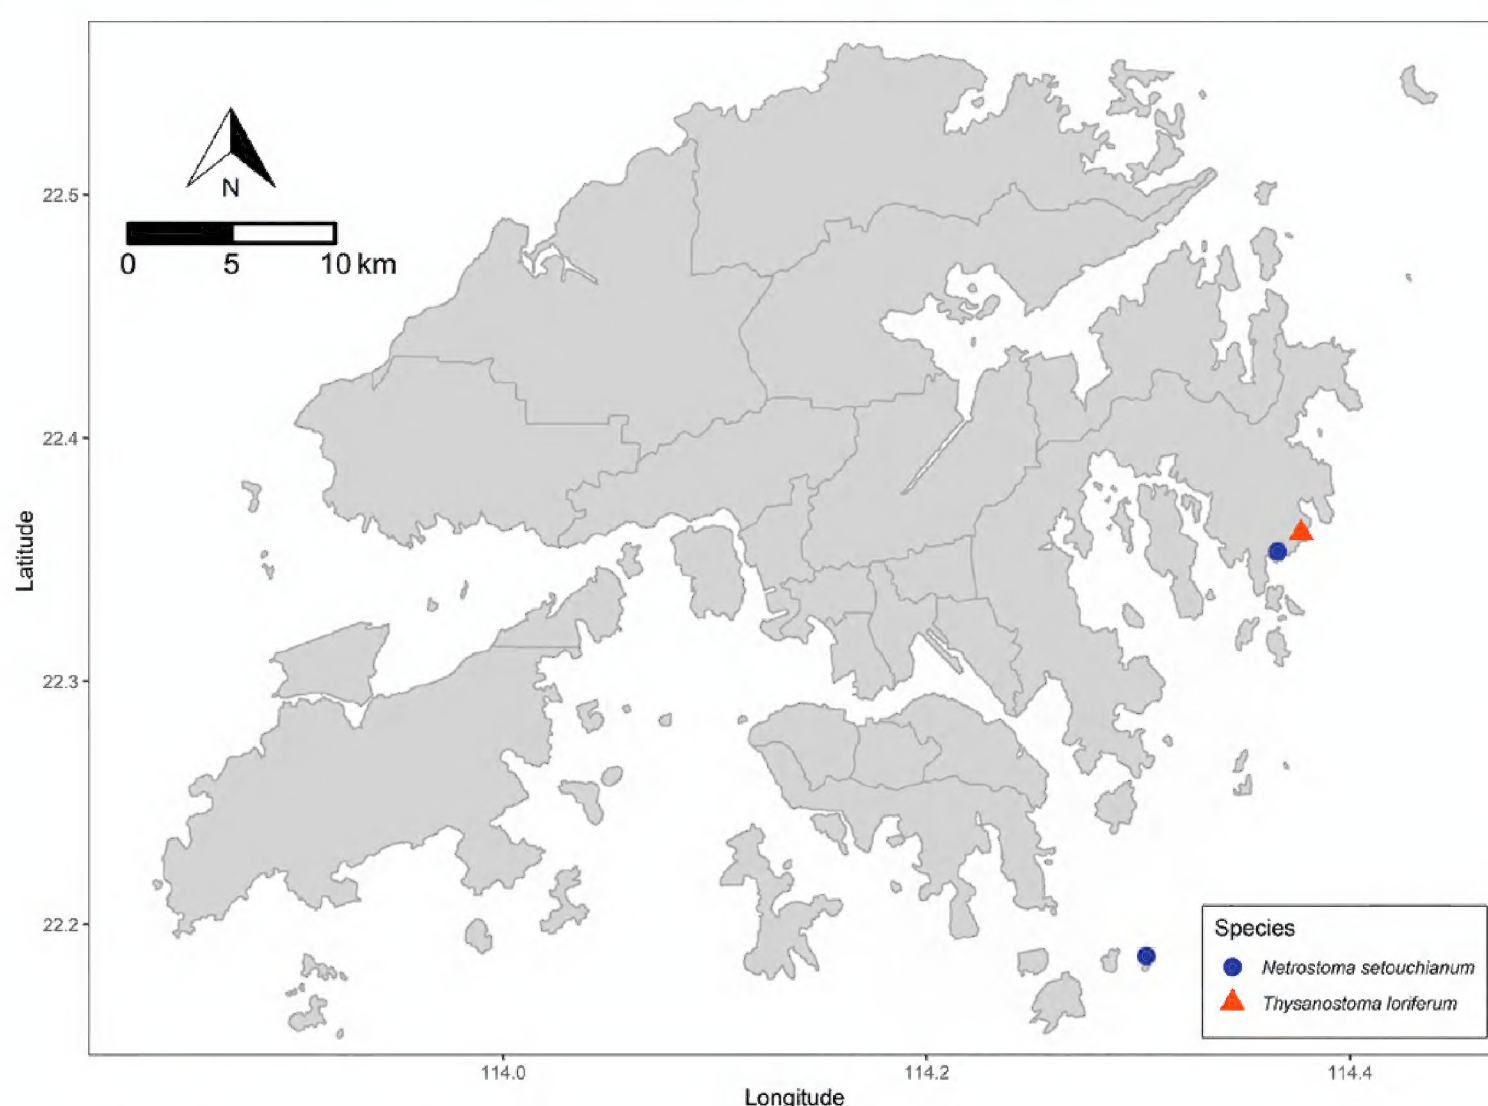 N
0 5 10 km
22.5
22.4
22.3
22.2
Latitude
114.0 114.2 114.4
Longitude
Species
Netrostoma setouchianum
Thysanostoma loriferum